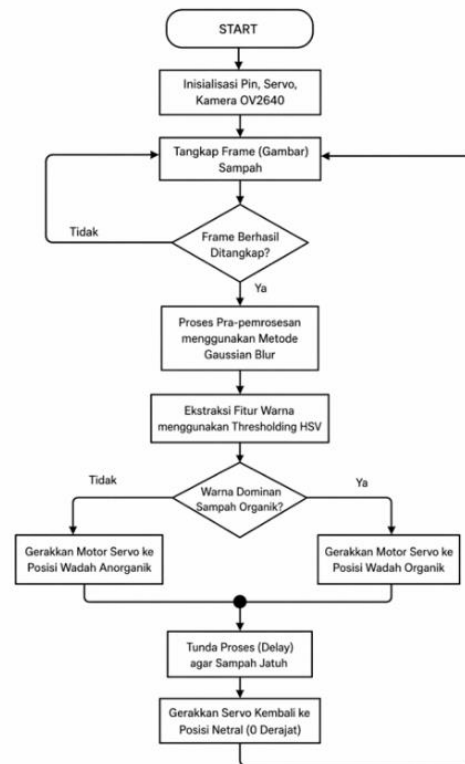 START
Inisialisasi Pin, Servo,
Kamera OV2640
Tangkap Frame (Gambar)
Sampah
Tidak
Frame Berhasil
Ditangkap?
Ya
Proses Pra-pemrosesan
menggunakan Metode
Gaussian Blur
Ekstraksi Fitur Warna
menggunakan Thresholding HSV
Tidak
Warna Dominan
Sampah Organik?
Ya
Gerakkan Motor Servo ke
Posisi Wadah Anorganik
Gerakkan Motor Servo ke
Posisi Wadah Organik
Tunda Proses (Delay)
agar Sampah Jatuh
Gerakkan Servo Kembali ke
Posisi Netral (0 Derajat)